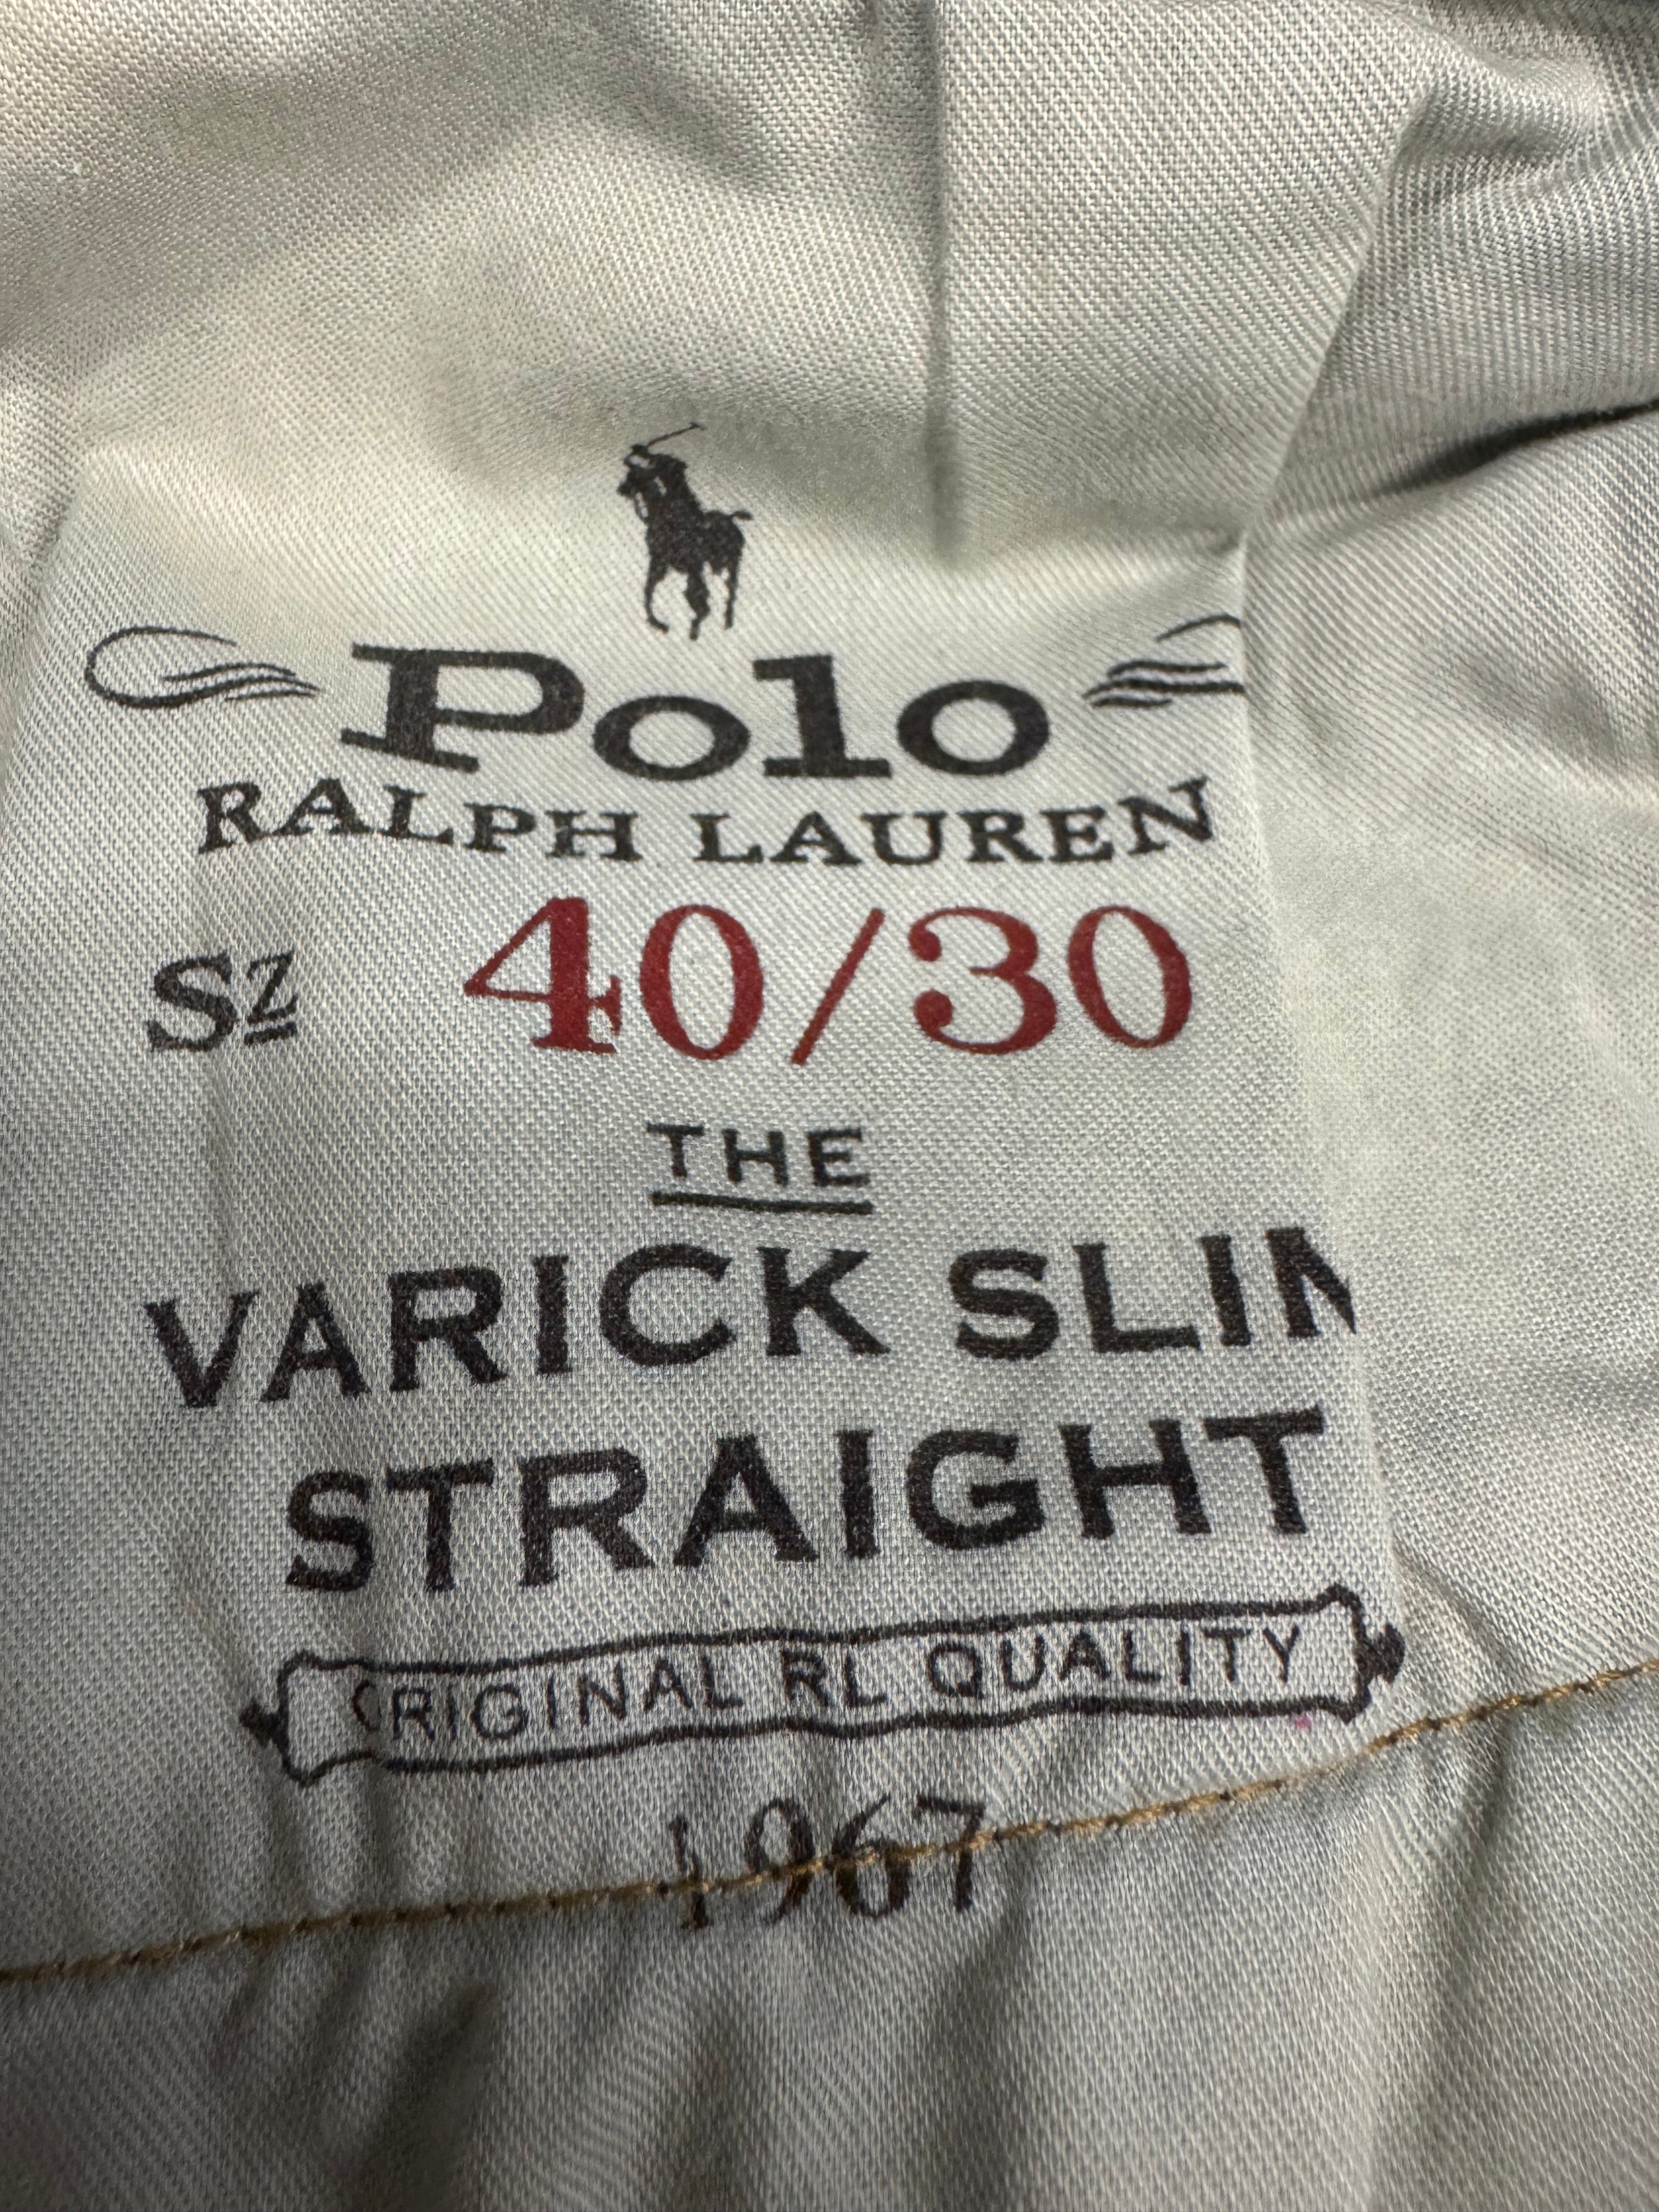 Polo
RALPH LAUREN
Sz 40/30
THE
VARICK SLIM
STRAIGHT
ORIGINAL RL QUALITY
1967